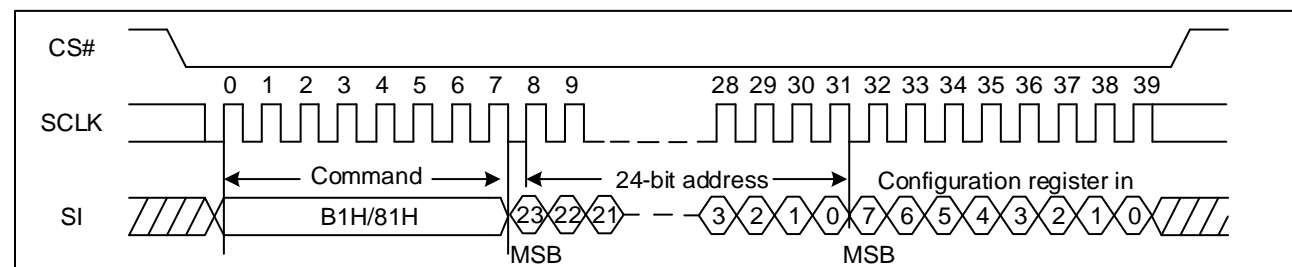 CS#
0 1 2 3 4 5 6 7 8 9 28 29 30 31 32 33 34 35 36 37 38 39
SCLK
Command 24-bit address Configuration register in
SI B1H/81H 23 22 21 3 2 1 0 7 6 5 4 3 2 1 0
MSB MSB